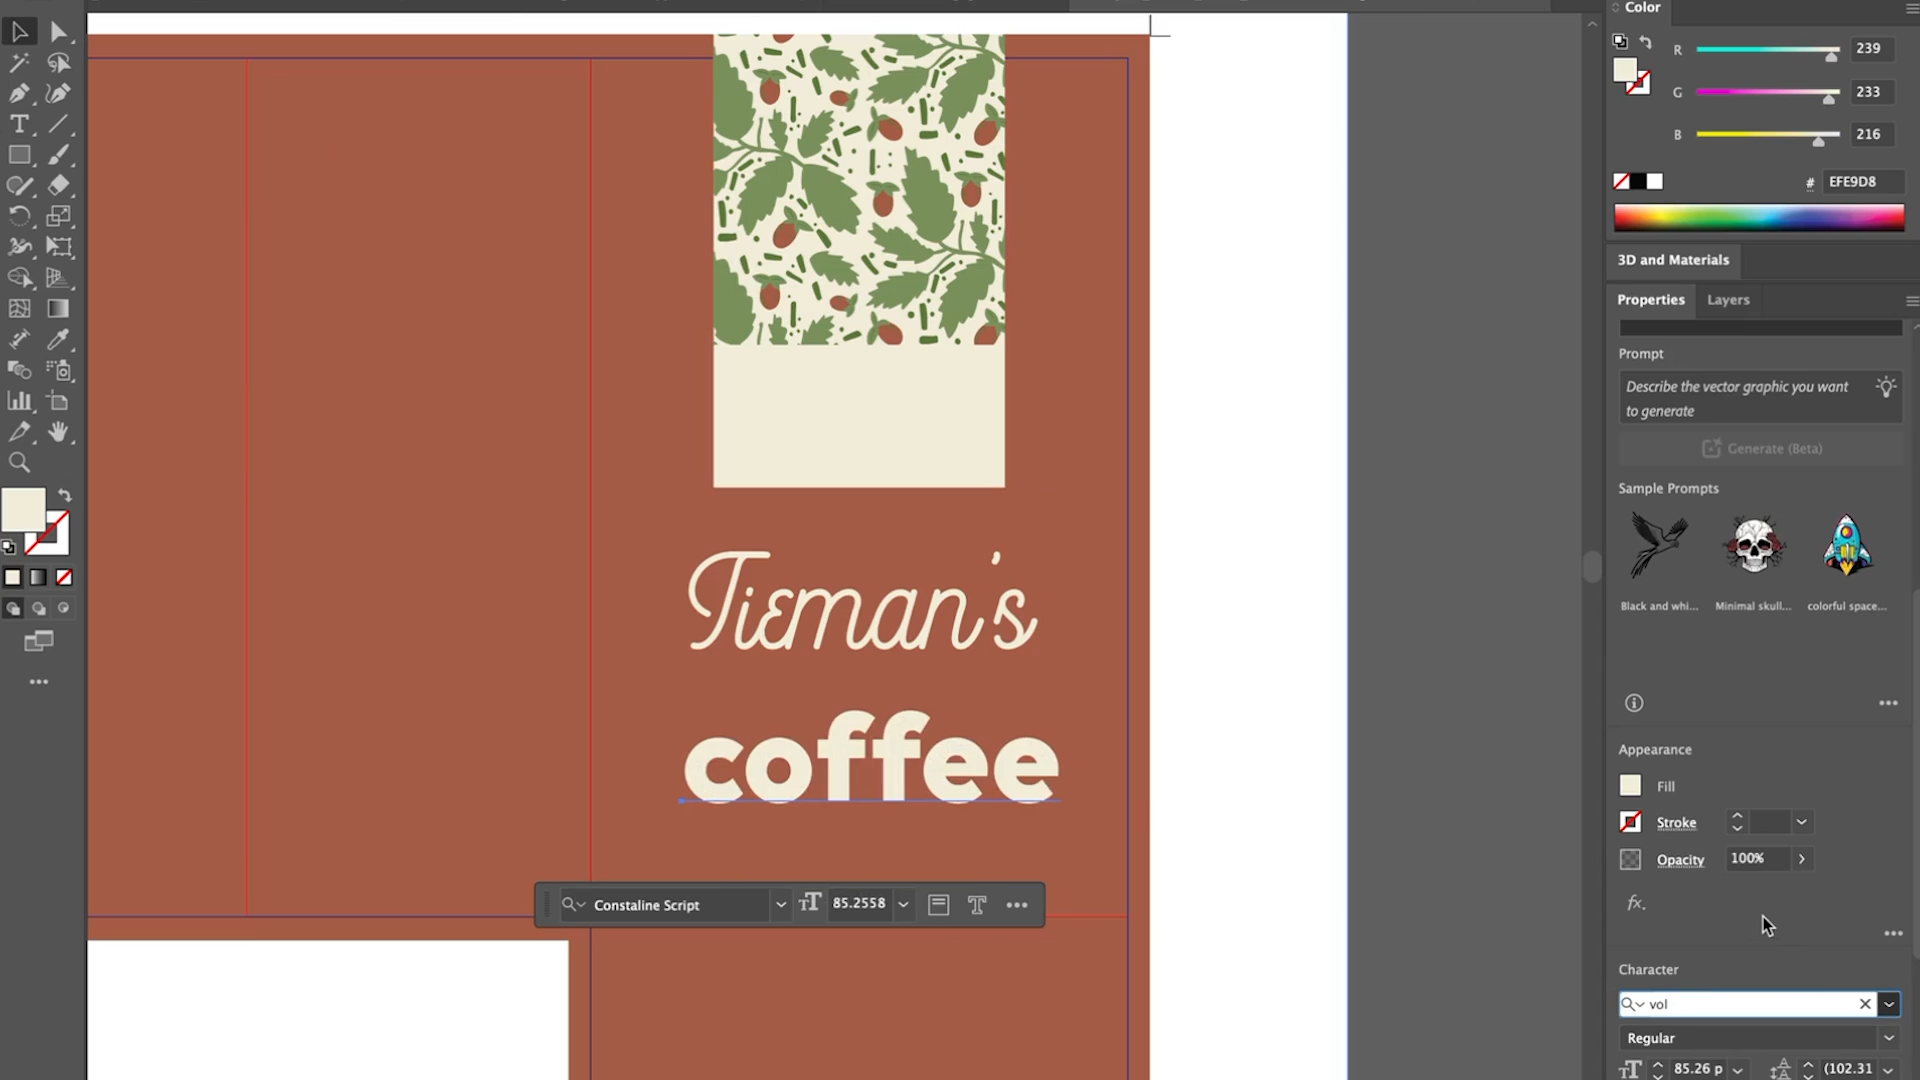 Color
R 239
G 233
B 216
# EFE9D8
3D and Materials
Properties Layers
Prompt
Describe the vector graphic you want
to generate
Generate (Beta)
Sample Prompts
Black and whi... Minimal skull... colorful space...
Tieman's
coffee
Appearance
Fill
Stroke
Opacity 100%
fx.
Constaline Script 85.2558
Character
vol
Regular
85.26 p (102.31